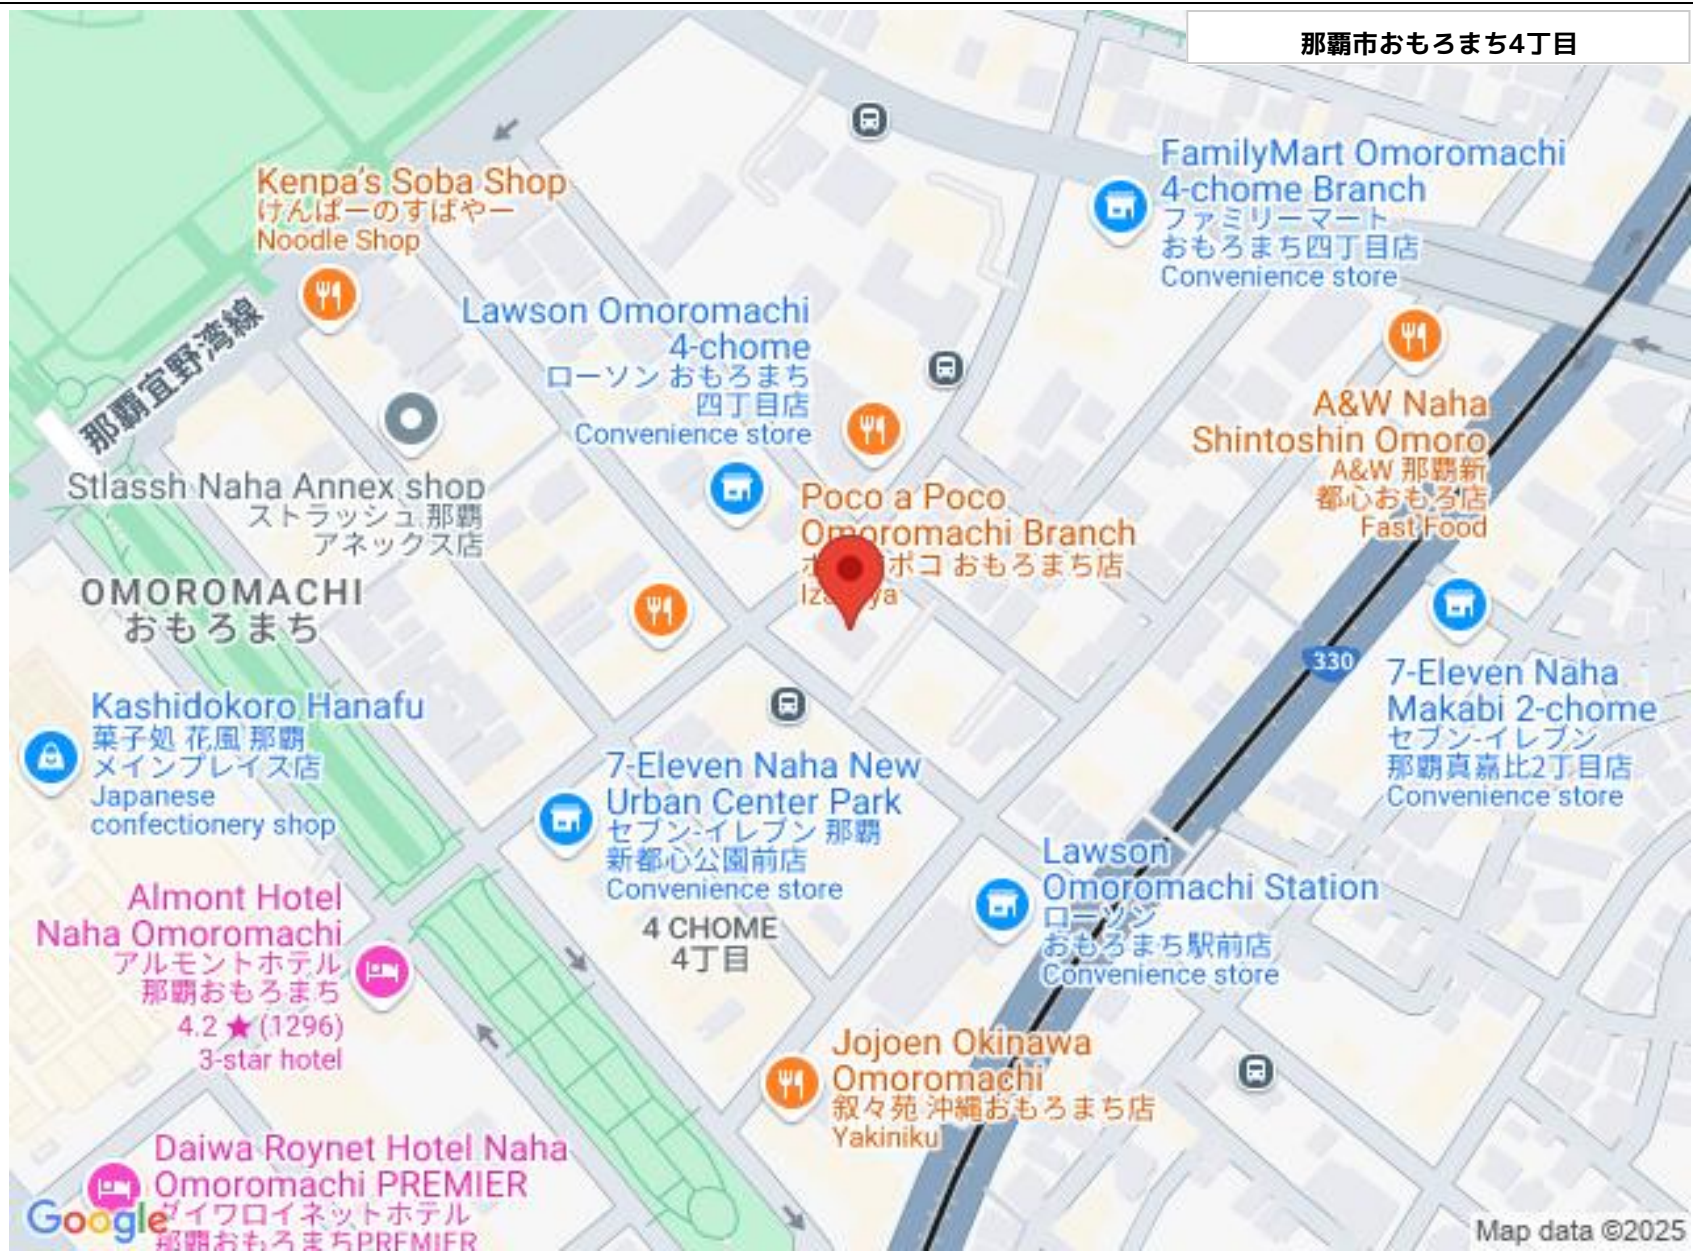 那覇市おもろまち4丁目
FamilyMart Omoromachi
4-chome Branch
ファミリーマート
おもろまち四丁目店
Convenience store
Kenpa's Soba Shop
けんぱーのすばやー
Noodle Shop
那覇宜野湾線
Lawson Omoromachi
4-chome
ローソン おもろまち
四丁目店
Convenience store
A&W Naha
Shintoshin Omoro
A&W 那覇新
都心おもろ店
Fast Food
Stlassh Naha Annex shop
ストラッシュ 那覇
アネックス店
Poco a Poco
Omoromachi Branch
ポコ おもろまち店
OMOROMACHI
おもろまち
330
7-Eleven Naha
Makabi 2-chome
セブン-イレブン
那覇真嘉比2丁目店
Convenience store
Kashidokoro Hanafu
菓子処 花風 那覇
メインプレイス店
Japanese
confectionery shop
7-Eleven Naha New
Urban Center Park
セブン-イレブン 那覇
新都心公園前店
Convenience store
Lawson
Omoromachi Station
ローソン
おもろまち駅前店
Convenience store
4 CHOME
4丁目
Almont Hotel
Naha Omoromachi
アルモントホテル
那覇おもろまち
4.2 ★ (1296)
3-star hotel
Jojoen Okinawa
Omoromachi
叙々苑 沖縄おもろまち店
Yakiniku
Daiwa Roynet Hotel Naha
Omoromachi PREMIER
ダイワロイネットホテル
那覇おもろまちPREMIER
Google
Map data ©2025